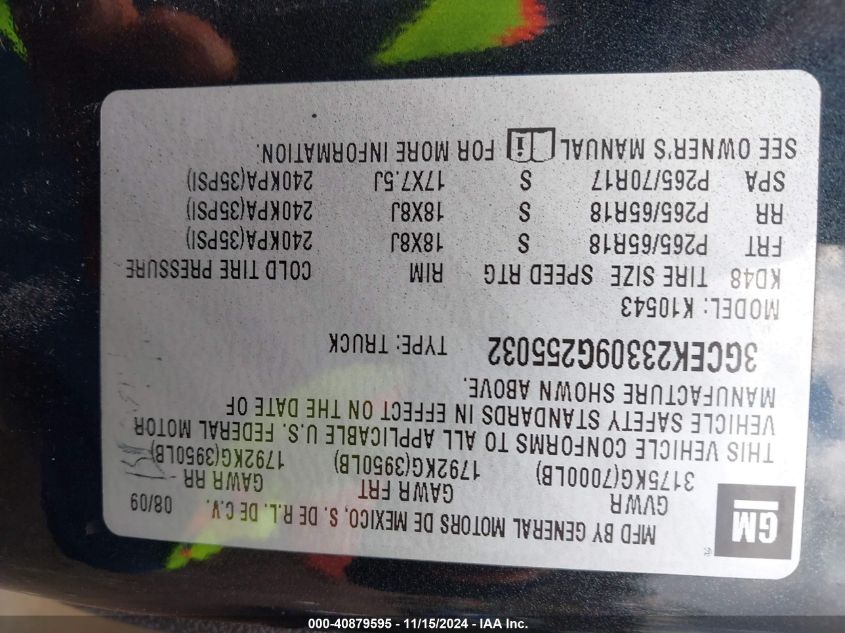 MFD BY GENERAL MOTORS DE MEXICO, S. DE R.L. DE C.V. 08/09
GM
GVWR GAWR FRT GAWR RR
3175KG(7000LB) 1792KG(3950LB) 1792KG(3950LB)
THIS VEHICLE CONFORMS TO ALL APPLICABLE U.S. FEDERAL MOTOR
VEHICLE SAFETY STANDARDS IN EFFECT ON THE DATE OF
MANUFACTURE SHOWN ABOVE.
3GCEK23309G255032 TYPE: TRUCK
MODEL: K10543
KD48 TIRE SIZE SPEED RTG RIM COLD TIRE PRESSURE
FRT P265/65R18 S 18X8J 240KPA(35PSI)
RR P265/65R18 S 18X8J 240KPA(35PSI)
SPA P265/70R17 S 17X7.5J 240KPA(35PSI)
SEE OWNER'S MANUAL i FOR MORE INFORMATION.
000-40879595 - 11/15/2024 - IAA Inc.